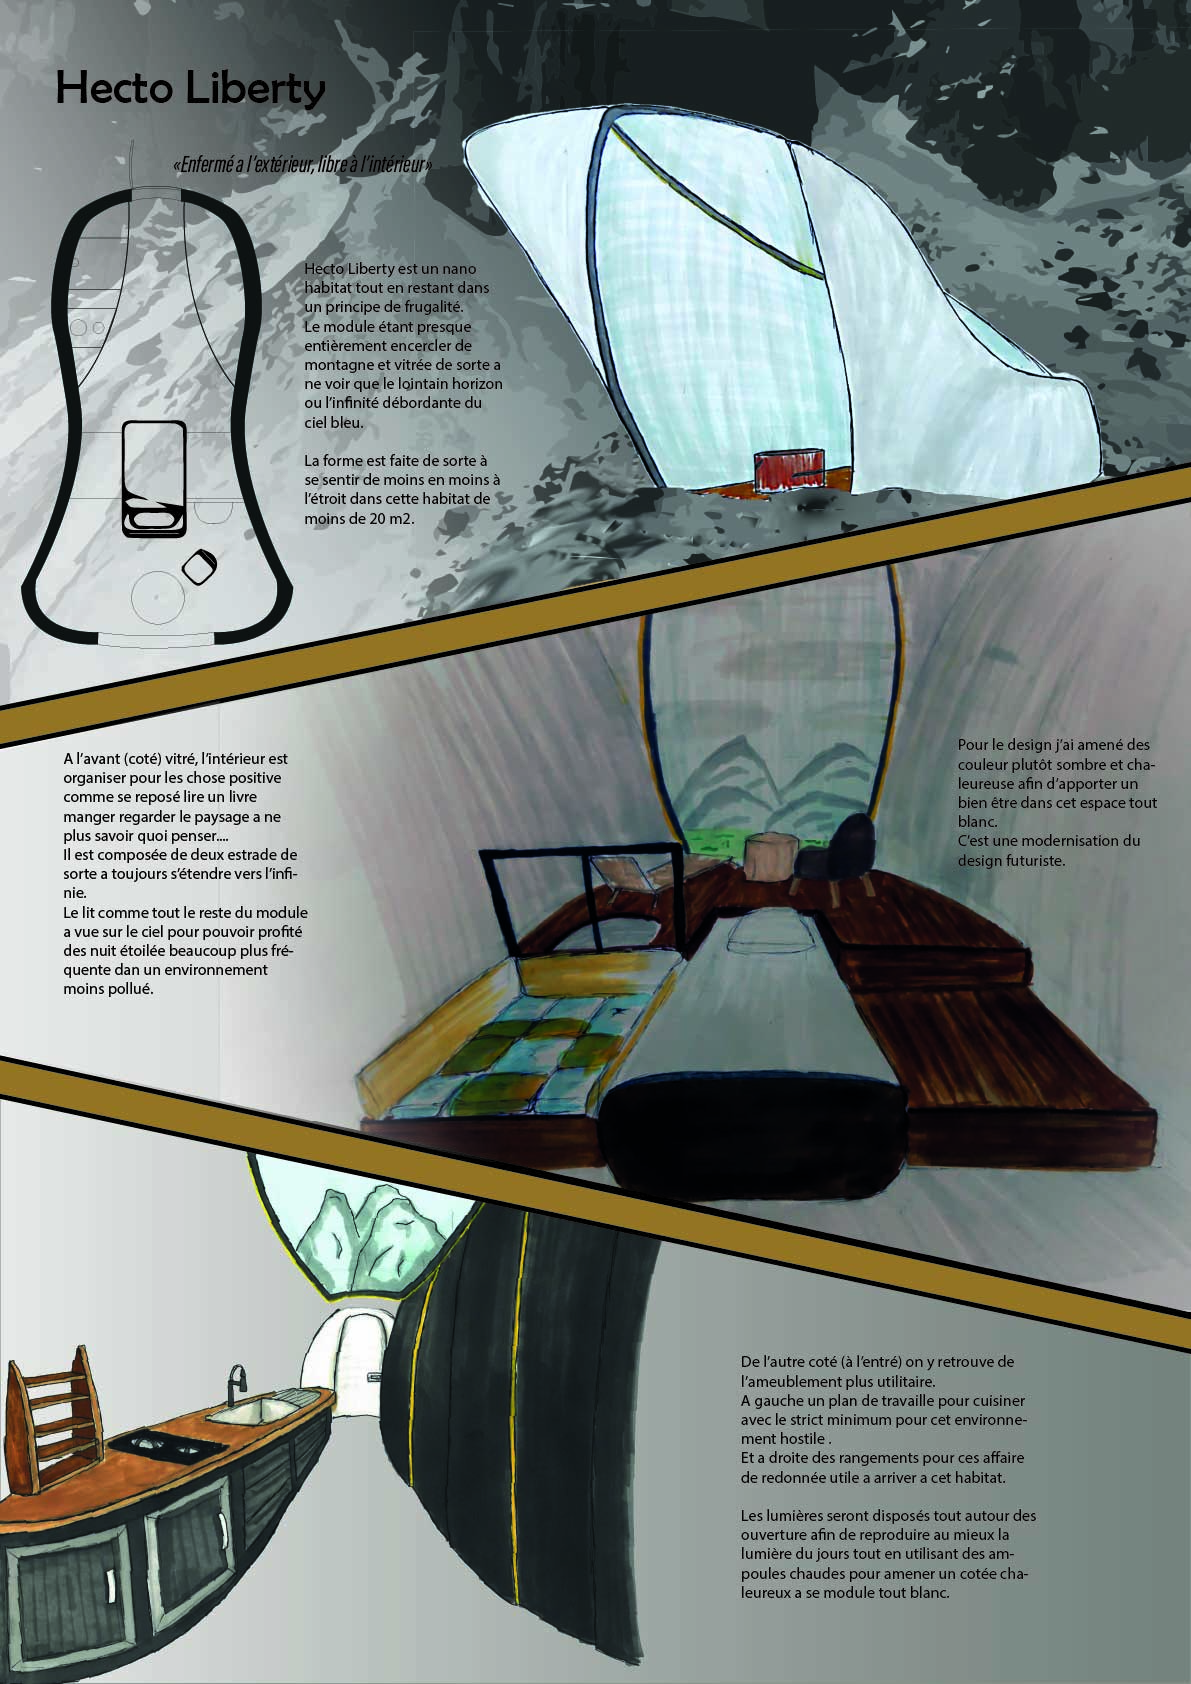 Hecto Liberty
«Enfermé a l'extérieur, libre à l'intérieur»
Hecto Liberty est un nano
habitat tout en restant dans
un principe de frugalité.
Le module étant presque
entièrement encercler de
montagne et vitrée de sorte a
ne voir que le lointain horizon
ou l'infinité débordante du
ciel bleu.
La forme est faite de sorte à
se sentir de moins en moins à
l'étroit dans cette habitat de
moins de 20 m2.
A l'avant (coté) vitré, l'intérieur est
organiser pour les chose positive
comme se reposé lire un livre
manger regarder le paysage a ne
plus savoir quoi penser....
Il est composée de deux estrade de
sorte a toujours s'étendre vers l'infi-
nie.
Le lit comme tout le reste du module
a vue sur le ciel pour pouvoir profité
des nuit étoilée beaucoup plus fré-
quente dan un environnement
moins pollué.
Pour le design j'ai amené des
couleur plutôt sombre et cha-
leureuse afin d'apporter un
bien être dans cet espace tout
blanc.
C'est une modernisation du
design futuriste.
De l'autre coté (à l'entré) on y retrouve de
l'ameublement plus utilitaire.
A gauche un plan de travaille pour cuisiner
avec le strict minimum pour cet environne-
ment hostile .
Et a droite des rangements pour ces affaire
de redonnée utile a arriver a cet habitat.
Les lumières seront disposés tout autour des
ouverture afin de reproduire au mieux la
lumière du jours tout en utilisant des am-
poules chaudes pour amener un cotée cha-
leureux a se module tout blanc.